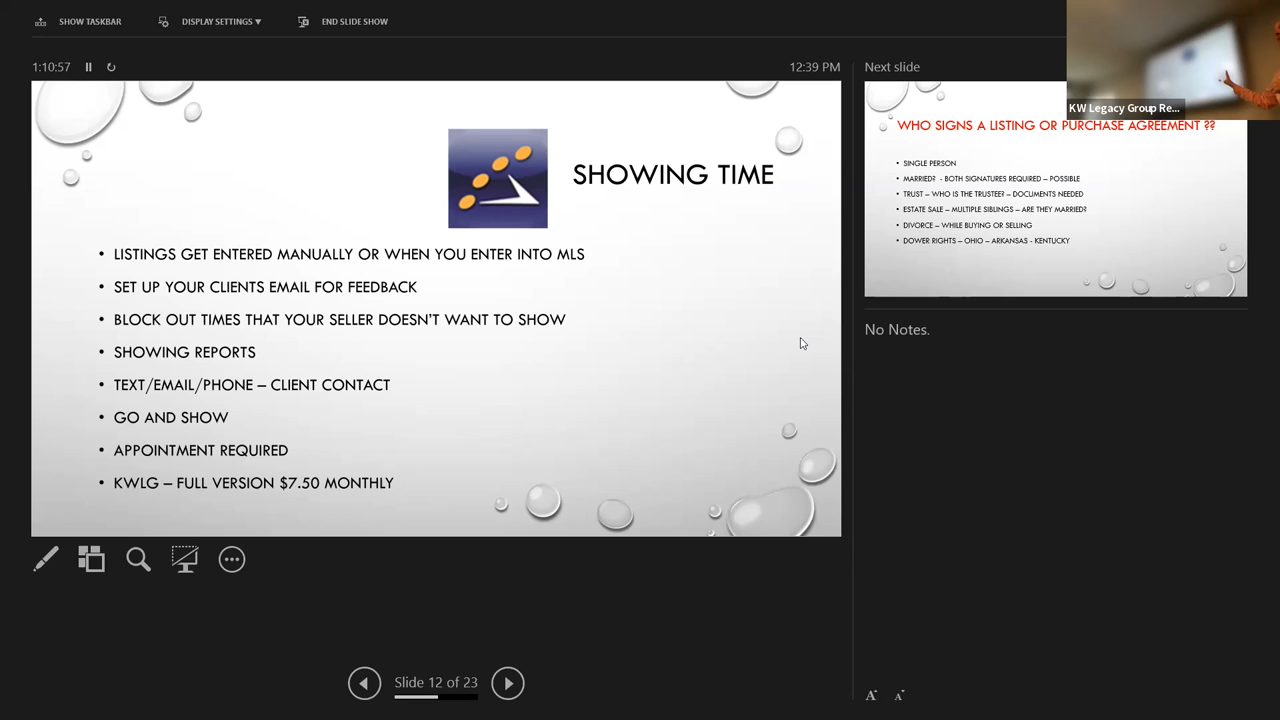 SHOW TASKBAR
DISPLAY SETTINGS ▼
END SLIDE SHOW
1:10:57
12:39 PM
SHOWING TIME
• LISTINGS GET ENTERED MANUALLY OR WHEN YOU ENTER INTO MLS
• SET UP YOUR CLIENTS EMAIL FOR FEEDBACK
• BLOCK OUT TIMES THAT YOUR SELLER DOESN'T WANT TO SHOW
• SHOWING REPORTS
• TEXT/EMAIL/PHONE – CLIENT CONTACT
• GO AND SHOW
• APPOINTMENT REQUIRED
• KWLG – FULL VERSION $7.50 MONTHLY
Slide 12 of 23
Next slide
KW Legacy Group Re...
WHO SIGNS A LISTING OR PURCHASE AGREEMENT ??
• SINGLE PERSON
• MARRIED? - BOTH SIGNATURES REQUIRED – POSSIBLE
• TRUST – WHO IS THE TRUSTEE? – DOCUMENTS NEEDED
• ESTATE SALE – MULTIPLE SIBLINGS – ARE THEY MARRIED?
• DIVORCE – WHILE BUYING OR SELLING
• DOWER RIGHTS – OHIO – ARKANSAS - KENTUCKY
No Notes.
A A